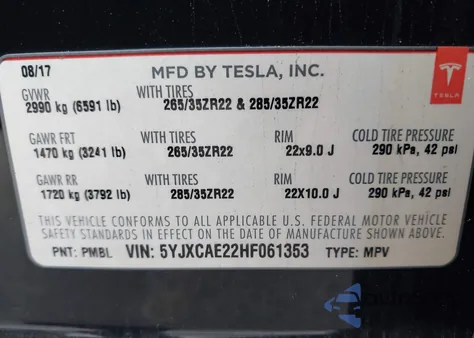 08/17 MFD BY TESLA, INC.
TESLA
GVWR WITH TIRES
2990 kg (6591 lb) 265/35ZR22 & 285/35ZR22
GAWR FRT WITH TIRES RIM COLD TIRE PRESSURE
1470 kg (3241 lb) 265/35ZR22 22x9.0 J 290 kPa, 42 psi
GAWR RR WITH TIRES RIM COLD TIRE PRESSURE
1720 kg (3792 lb) 285/35ZR22 22X10.0 J 290 kPa, 42 psi
THIS VEHICLE CONFORMS TO ALL APPLICABLE U.S. FEDERAL MOTOR VEHICLE
SAFETY STANDARDS IN EFFECT ON THE DATE OF MANUFACTURE SHOWN ABOVE.
PNT: PMBL VIN: 5YJXCAE22HF061353 TYPE: MPV